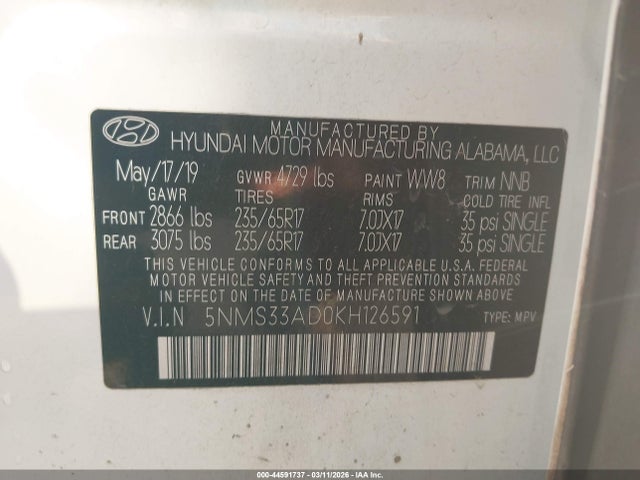 MANUFACTURED BY
HYUNDAI MOTOR MANUFACTURING ALABAMA, LLC
May/17/19 GVWR 4729 lbs PAINT WW8 TRIM NNB
GAWR TIRES RIMS COLD TIRE INFL
FRONT 2866 lbs 235/65R17 7.0JX17 35 psi SINGLE
REAR 3075 lbs 235/65R17 7.0JX17 35 psi SINGLE
THIS VEHICLE CONFORMS TO ALL APPLICABLE U.S.A. FEDERAL
MOTOR VEHICLE SAFETY AND THEFT PREVENTION STANDARDS
IN EFFECT ON THE DATE OF MANUFACTURE SHOWN ABOVE.
V.I.N 5NMS33AD0KH126591 TYPE: MPV
000-44591737 - 03/11/2026 - IAA Inc.